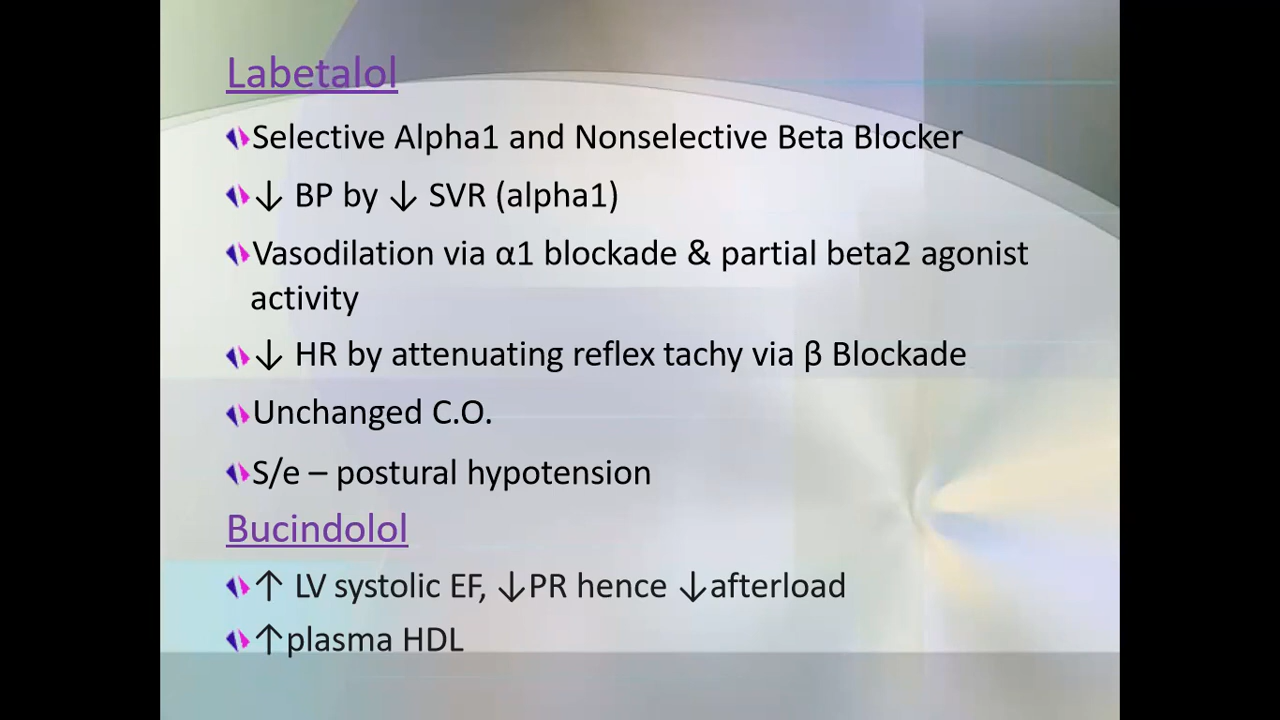 Labetalol
Selective Alpha1 and Nonselective Beta Blocker
↓ BP by ↓ SVR (alpha1)
Vasodilation via α1 blockade & partial beta2 agonist
activity
↓ HR by attenuating reflex tachy via β Blockade
Unchanged C.O.
S/e – postural hypotension
Bucindolol
↑ LV systolic EF, ↓PR hence ↓afterload
↑plasma HDL